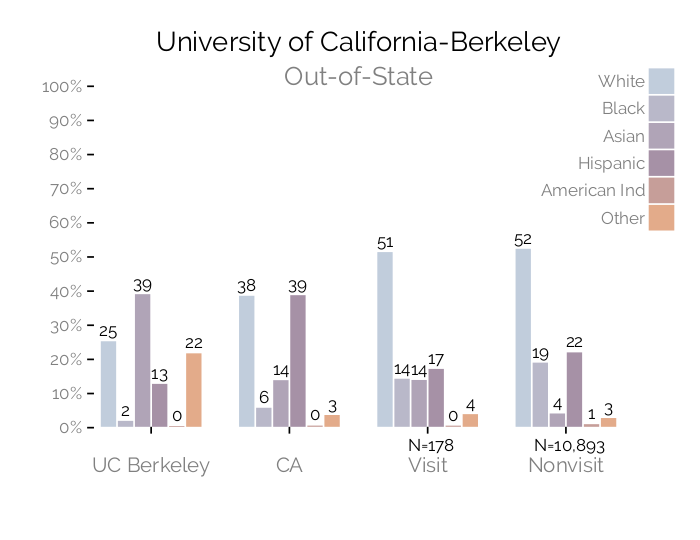 University of California-Berkeley
Out-of-State
100%
90%
80%
70%
60%
50%
40%
30%
20%
10%
0%
White
Black
Asian
Hispanic
American Ind
Other
25
2
39
13
0
22
38
6
14
39
0
3
51
14
14
17
0
4
52
19
4
22
1
3
N=178
N=10,893
UC Berkeley
CA
Visit
Nonvisit